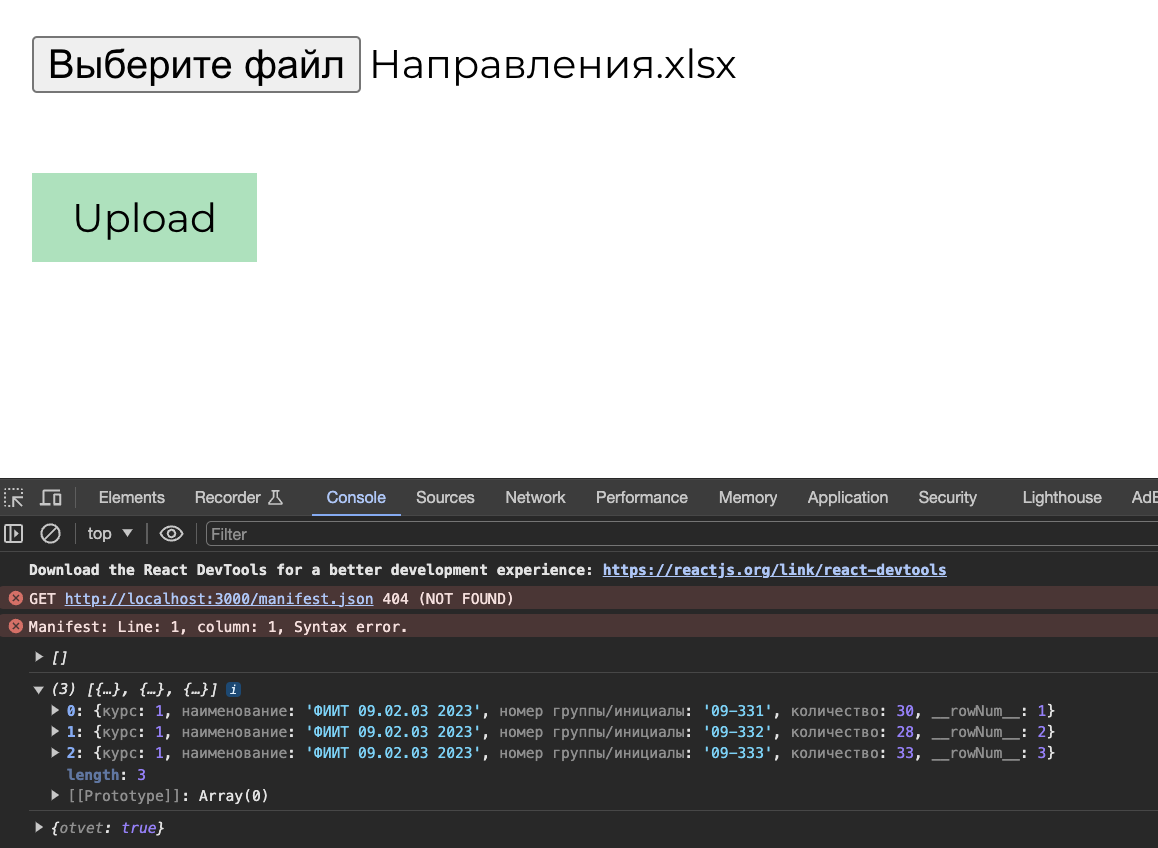 Выберите файл Направления.xlsx
Upload
Elements Recorder Console Sources Network Performance Memory Application Security Lighthouse AdB
top Filter
Download the React DevTools for a better development experience: https://reactjs.org/link/react-devtools
GET http://localhost:3000/manifest.json 404 (NOT FOUND)
Manifest: Line: 1, column: 1, Syntax error.
[]
(3) [{…}, {…}, {…}] i
0: {курс: 1, наименование: 'ФИИТ 09.02.03 2023', номер группы/инициалы: '09-331', количество: 30, __rowNum__: 1}
1: {курс: 1, наименование: 'ФИИТ 09.02.03 2023', номер группы/инициалы: '09-332', количество: 28, __rowNum__: 2}
2: {курс: 1, наименование: 'ФИИТ 09.02.03 2023', номер группы/инициалы: '09-333', количество: 33, __rowNum__: 3}
length: 3
[[Prototype]]: Array(0)
{otvet: true}